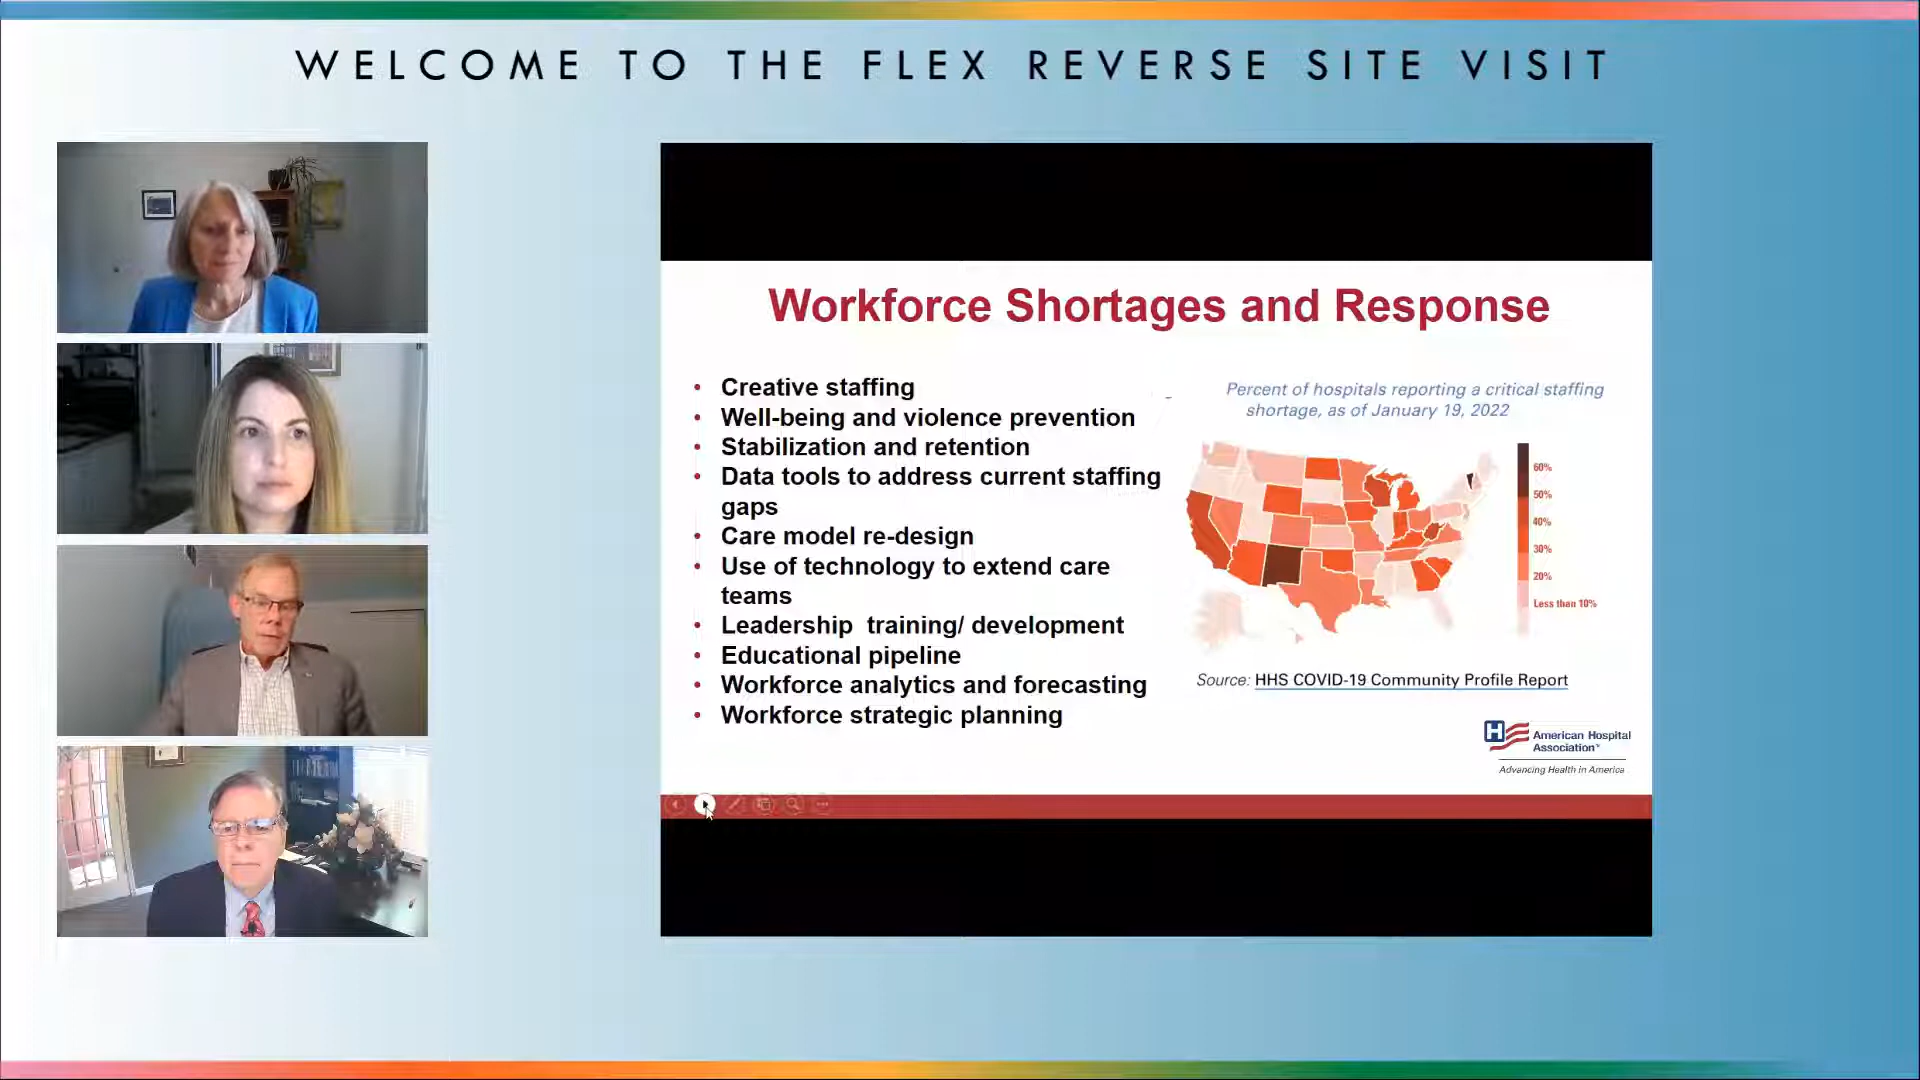 WELCOME TO THE FLEX REVERSE SITE VISIT
Workforce Shortages and Response
• Creative staffing
• Well-being and violence prevention
• Stabilization and retention
• Data tools to address current staffing
gaps
• Care model re-design
• Use of technology to extend care
teams
• Leadership training/ development
• Educational pipeline
• Workforce analytics and forecasting
• Workforce strategic planning
Percent of hospitals reporting a critical staffing
shortage, as of January 19, 2022
60%
50%
40%
30%
20%
Less than 10%
Source: HHS COVID-19 Community Profile Report
H
American Hospital
Association™
Advancing Health in America